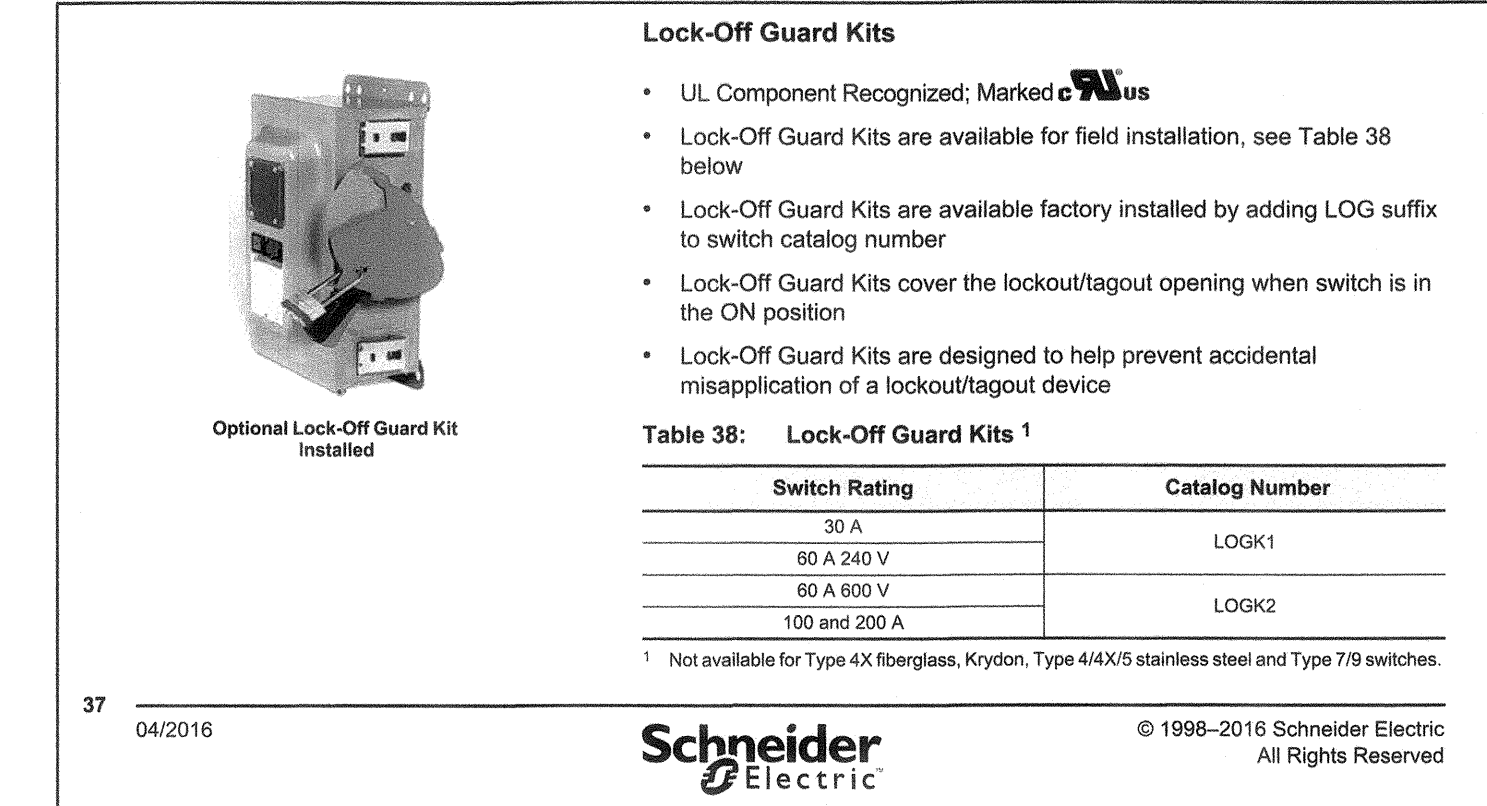 Lock-Off Guard Kits
• UL Component Recognized; Marked c UR ® us
• Lock-Off Guard Kits are available for field installation, see Table 38
below
• Lock-Off Guard Kits are available factory installed by adding LOG suffix
to switch catalog number
• Lock-Off Guard Kits cover the lockout/tagout opening when switch is in
the ON position
• Lock-Off Guard Kits are designed to help prevent accidental
misapplication of a lockout/tagout device
Optional Lock-Off Guard Kit
Installed
Table 38: Lock-Off Guard Kits 1
Switch Rating Catalog Number
30 A
LOGK1
60 A 240 V
60 A 600 V
LOGK2
100 and 200 A
1 Not available for Type 4X fiberglass, Krydon, Type 4/4X/5 stainless steel and Type 7/9 switches.
37
04/2016
Schneider
Electric™
© 1998–2016 Schneider Electric
All Rights Reserved